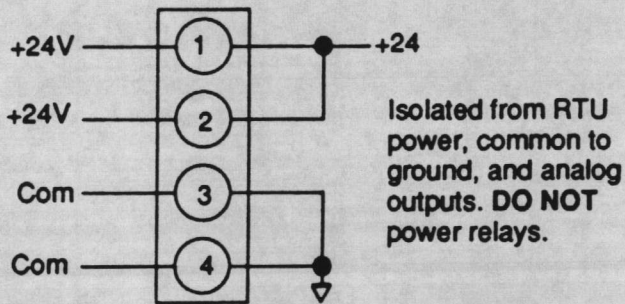 +24V 1 +24
+24V 2
Com 3
Com 4
Isolated from RTU
power, common to
ground, and analog
outputs. DO NOT
power relays.